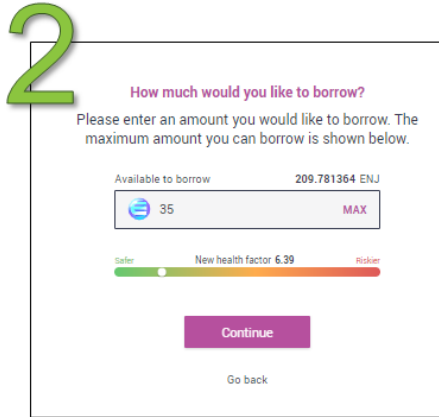 2
How much would you like to borrow?
Please enter an amount you would like to borrow. The
maximum amount you can borrow is shown below.
Available to borrow 209.781364 ENJ
35 MAX
Safer New health factor 6.39 Riskier
Continue
Go back